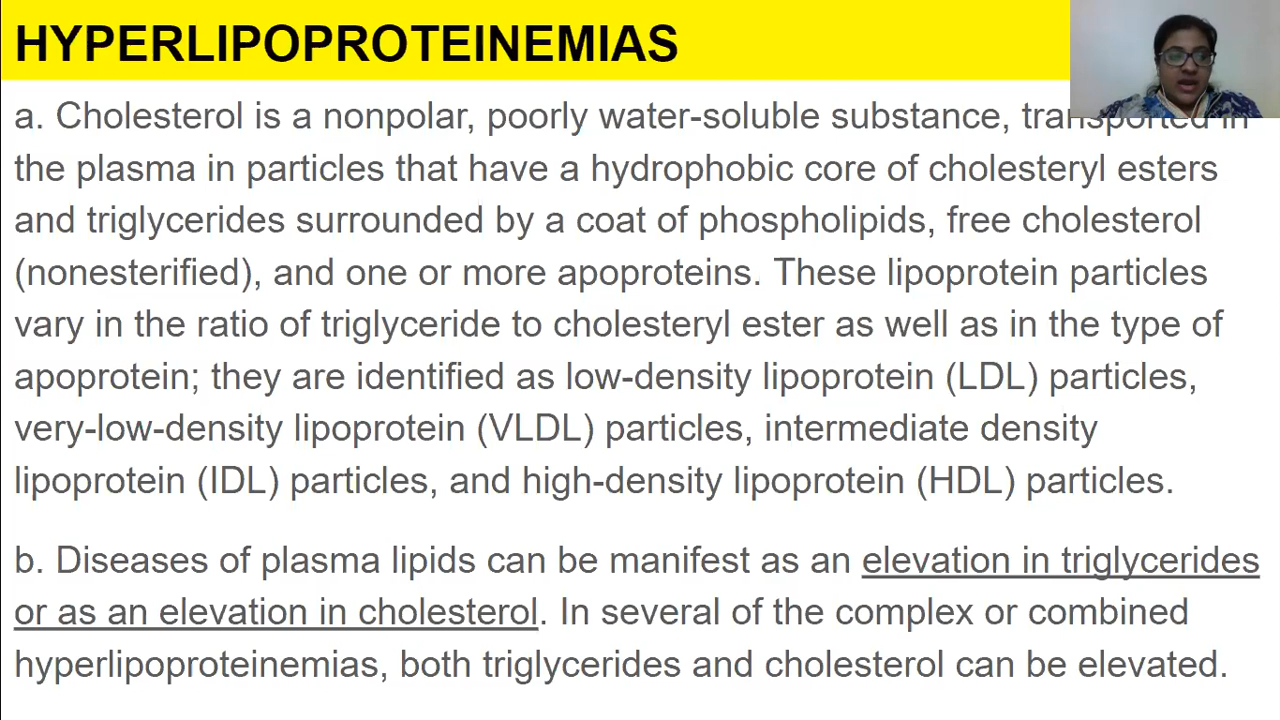 HYPERLIPOPROTEINEMIAS
a. Cholesterol is a nonpolar, poorly water-soluble substance, transported in
the plasma in particles that have a hydrophobic core of cholesteryl esters
and triglycerides surrounded by a coat of phospholipids, free cholesterol
(nonesterified), and one or more apoproteins. These lipoprotein particles
vary in the ratio of triglyceride to cholesteryl ester as well as in the type of
apoprotein; they are identified as low-density lipoprotein (LDL) particles,
very-low-density lipoprotein (VLDL) particles, intermediate density
lipoprotein (IDL) particles, and high-density lipoprotein (HDL) particles.
b. Diseases of plasma lipids can be manifest as an elevation in triglycerides
or as an elevation in cholesterol. In several of the complex or combined
hyperlipoproteinemias, both triglycerides and cholesterol can be elevated.